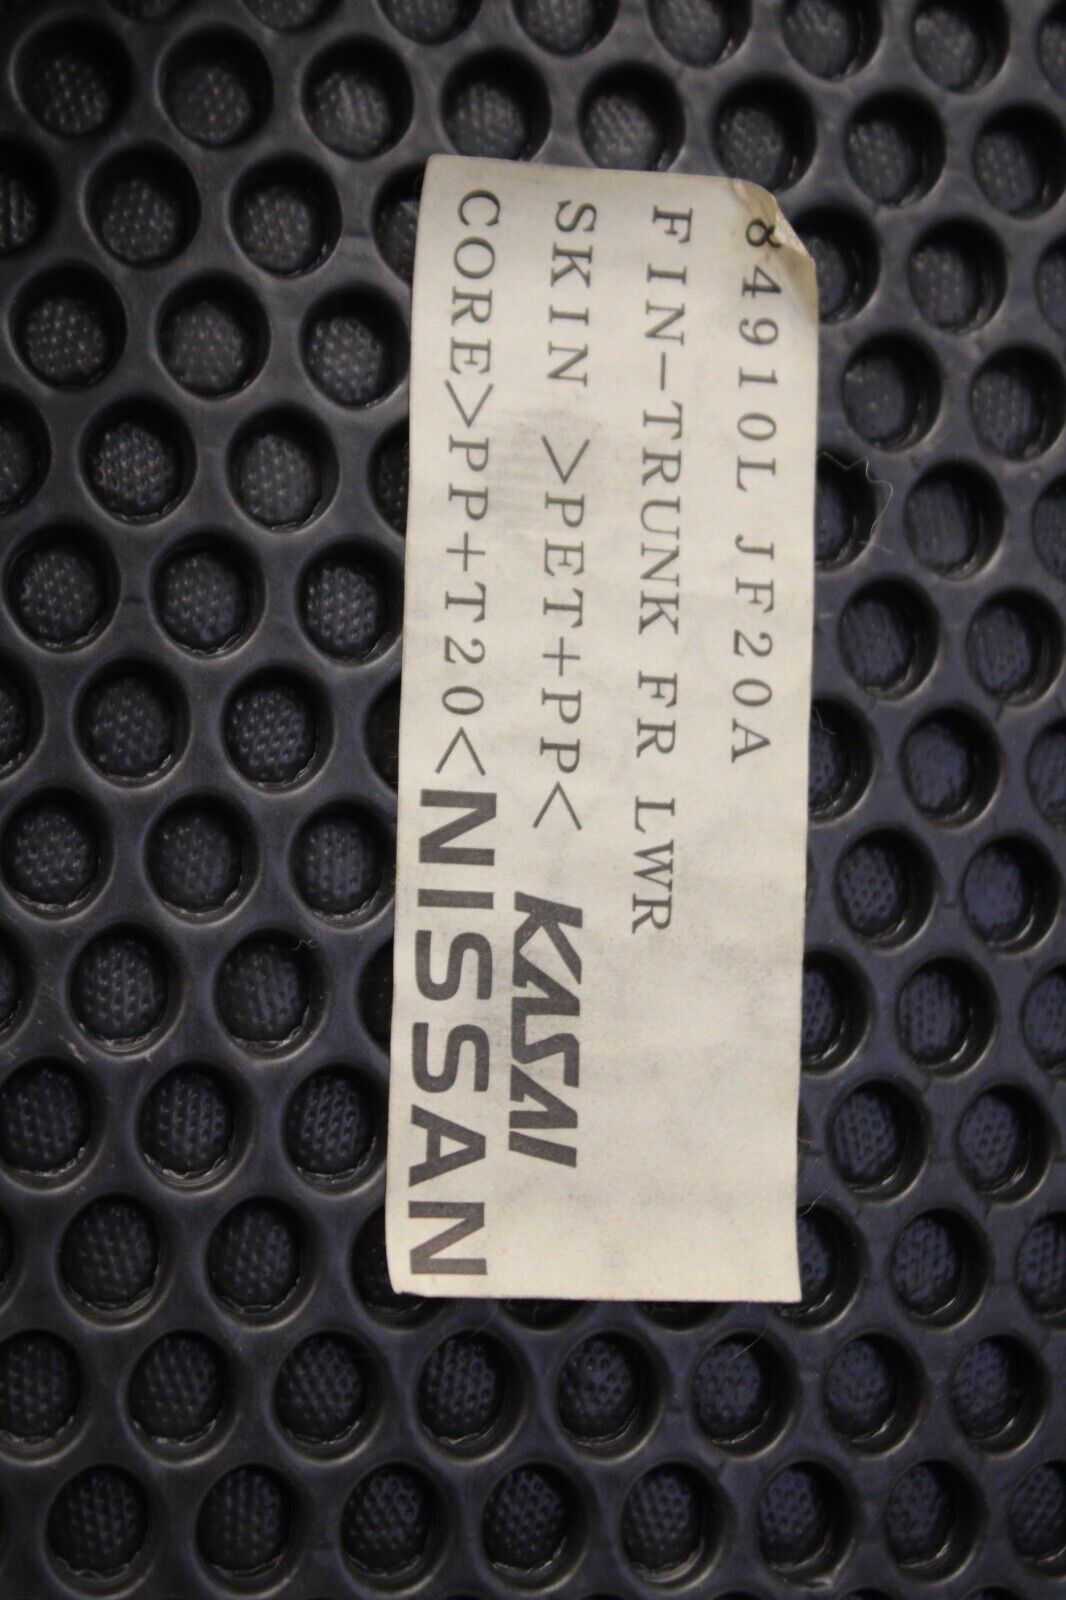 84910L JF20A
FIN-TRUNK FR LWR
SKIN >PET+PP< KASAI
CORE>PP+T20< NISSAN